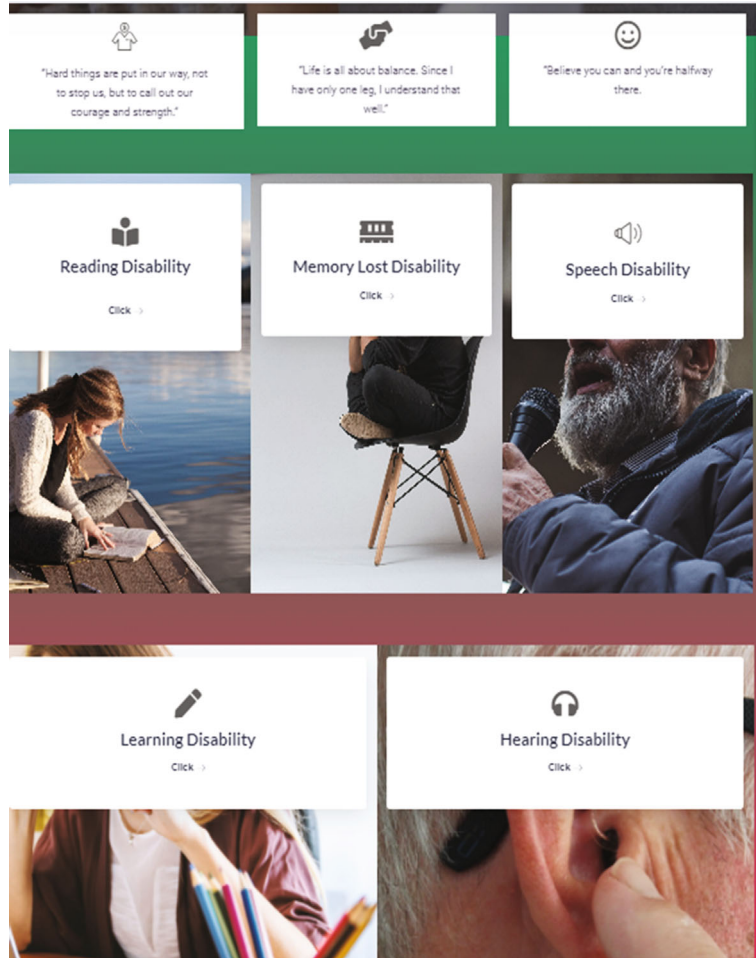 "Hard things are put in our way, not
to stop us, but to call out our
courage and strength."
"Life is all about balance. Since I
have only one leg, I understand that
well."
"Believe you can and you're halfway
there.
Reading Disability
Click >
Memory Lost Disability
Click >
Speech Disability
Click >
Learning Disability
Click >
Hearing Disability
Click >